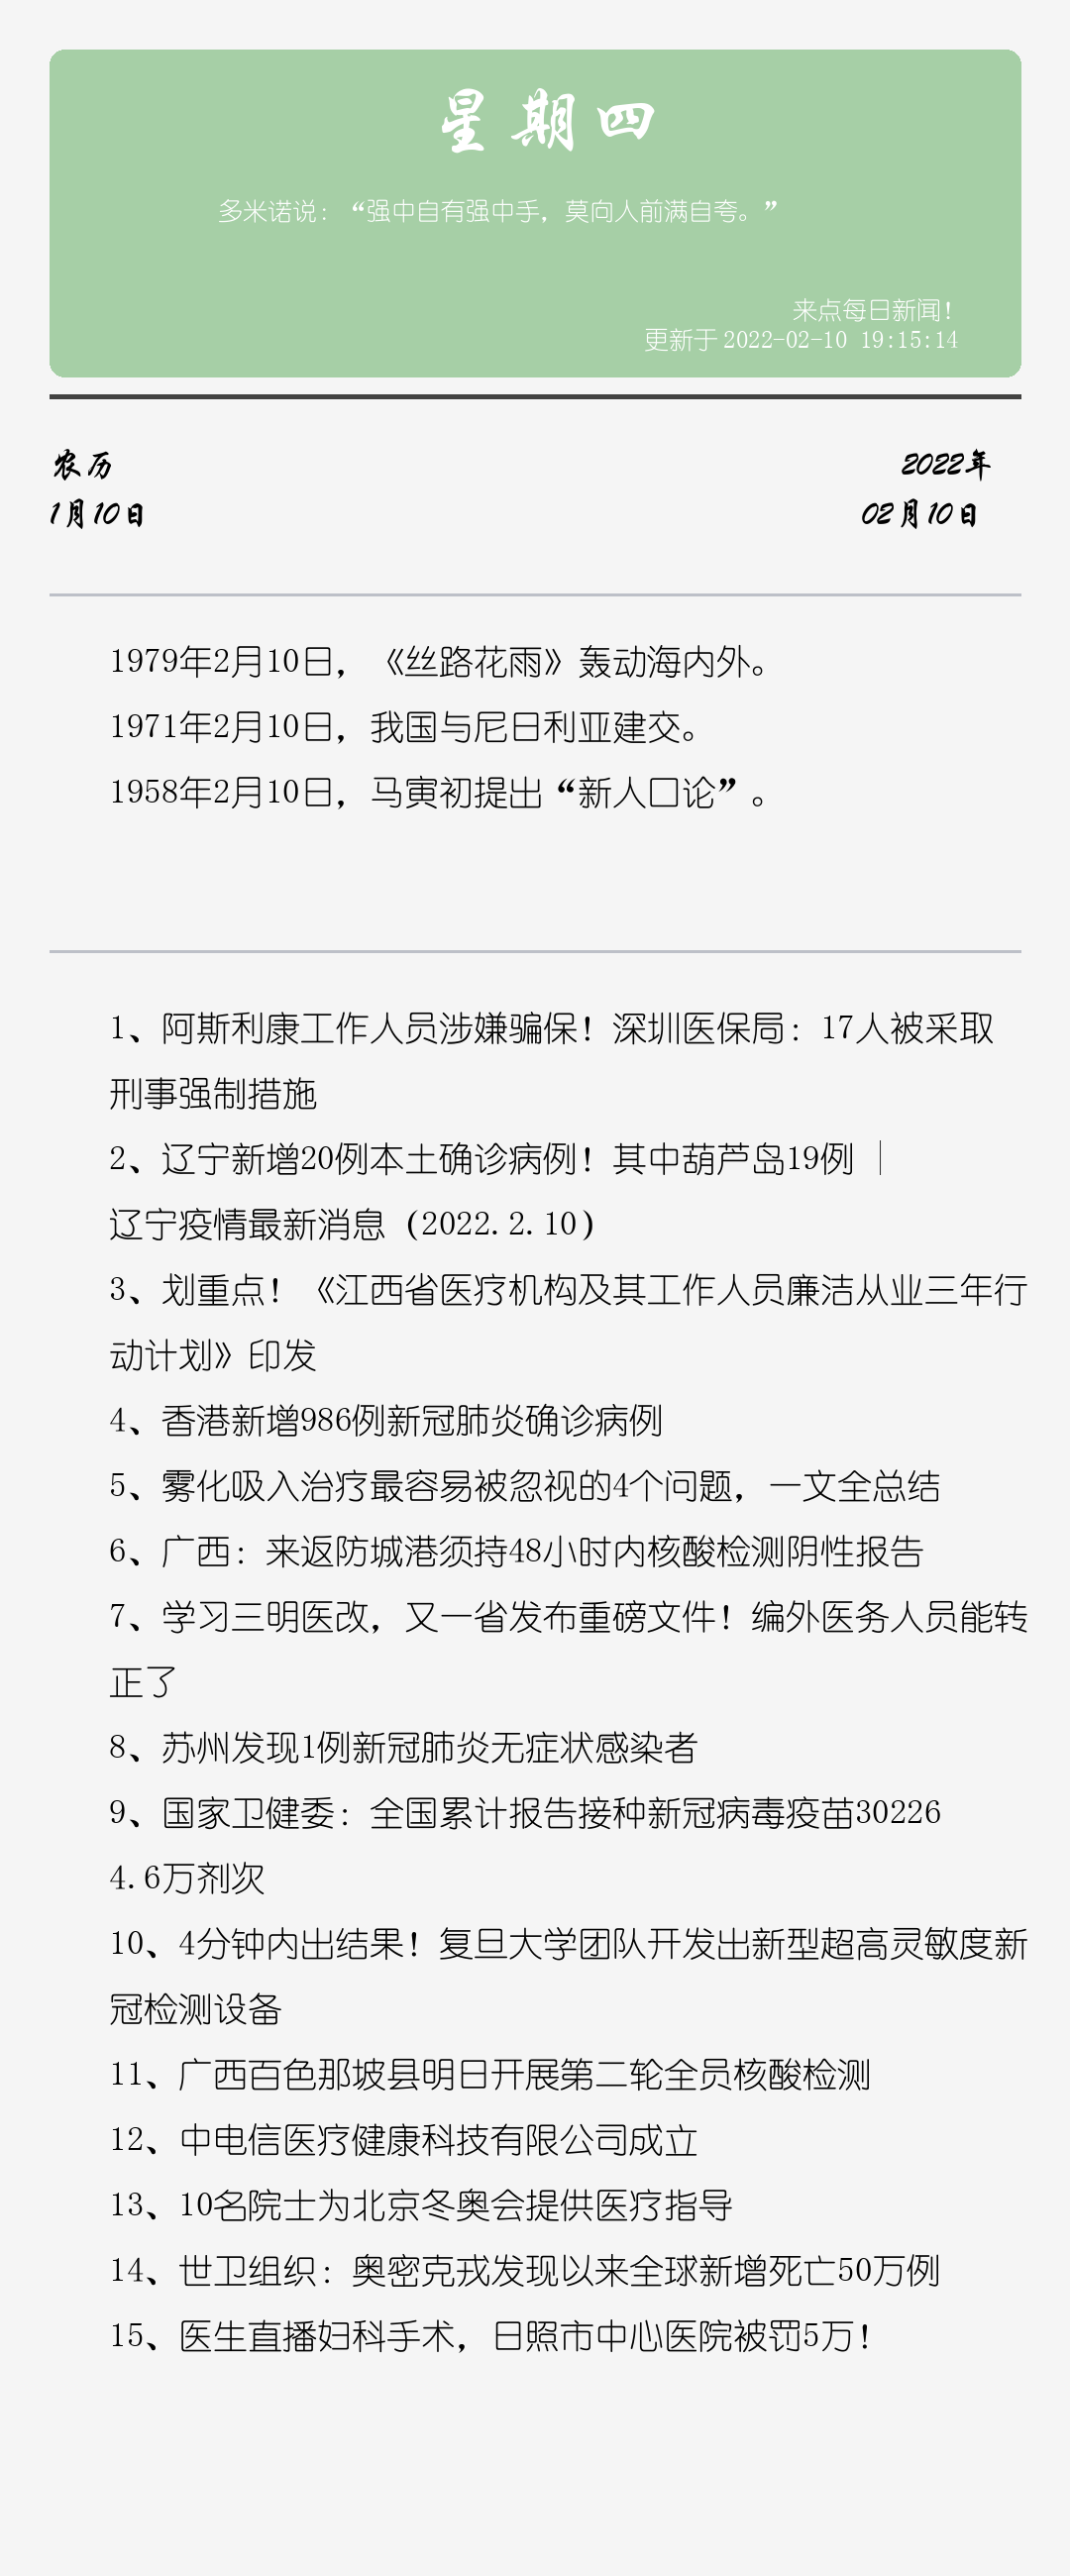 星期四
多米诺说：“强中自有强中手，莫向人前满自夸。”
来点每日新闻！
更新于 2022-02-10 19:15:14
农历
1月10日
2022年
02月10日
1979年2月10日，《丝路花雨》轰动海内外。
1971年2月10日，我国与尼日利亚建交。
1958年2月10日，马寅初提出“新人口论”。
1、阿斯利康工作人员涉嫌骗保！深圳医保局：17人被采取
刑事强制措施
2、辽宁新增20例本土确诊病例！其中葫芦岛19例 |
辽宁疫情最新消息（2022.2.10）
3、划重点！《江西省医疗机构及其工作人员廉洁从业三年行
动计划》印发
4、香港新增986例新冠肺炎确诊病例
5、雾化吸入治疗最容易被忽视的4个问题，一文全总结
6、广西：来返防城港须持48小时内核酸检测阴性报告
7、学习三明医改，又一省发布重磅文件！编外医务人员能转
正了
8、苏州发现1例新冠肺炎无症状感染者
9、国家卫健委：全国累计报告接种新冠病毒疫苗30226
4.6万剂次
10、4分钟内出结果！复旦大学团队开发出新型超高灵敏度新
冠检测设备
11、广西百色那坡县明日开展第二轮全员核酸检测
12、中电信医疗健康科技有限公司成立
13、10名院士为北京冬奥会提供医疗指导
14、世卫组织：奥密克戎发现以来全球新增死亡50万例
15、医生直播妇科手术，日照市中心医院被罚5万！